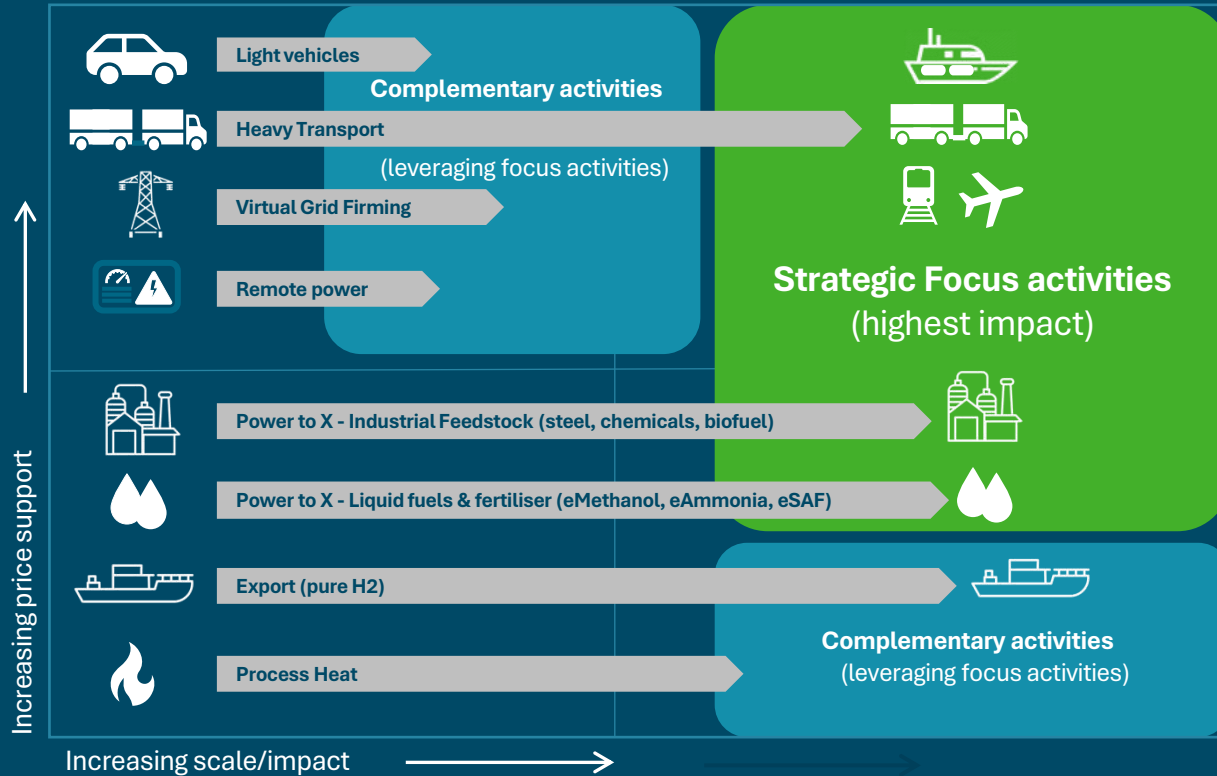 Light vehicles
Complementary activities
Heavy Transport
(leveraging focus activities)
Virtual Grid Firming
Remote power
Strategic Focus activities
(highest impact)
Power to X - Industrial Feedstock (steel, chemicals, biofuel)
Power to X - Liquid fuels & fertiliser (eMethanol, eAmmonia, eSAF)
Export (pure H2)
Complementary activities
(leveraging focus activities)
Process Heat
Increasing price support
Increasing scale/impact